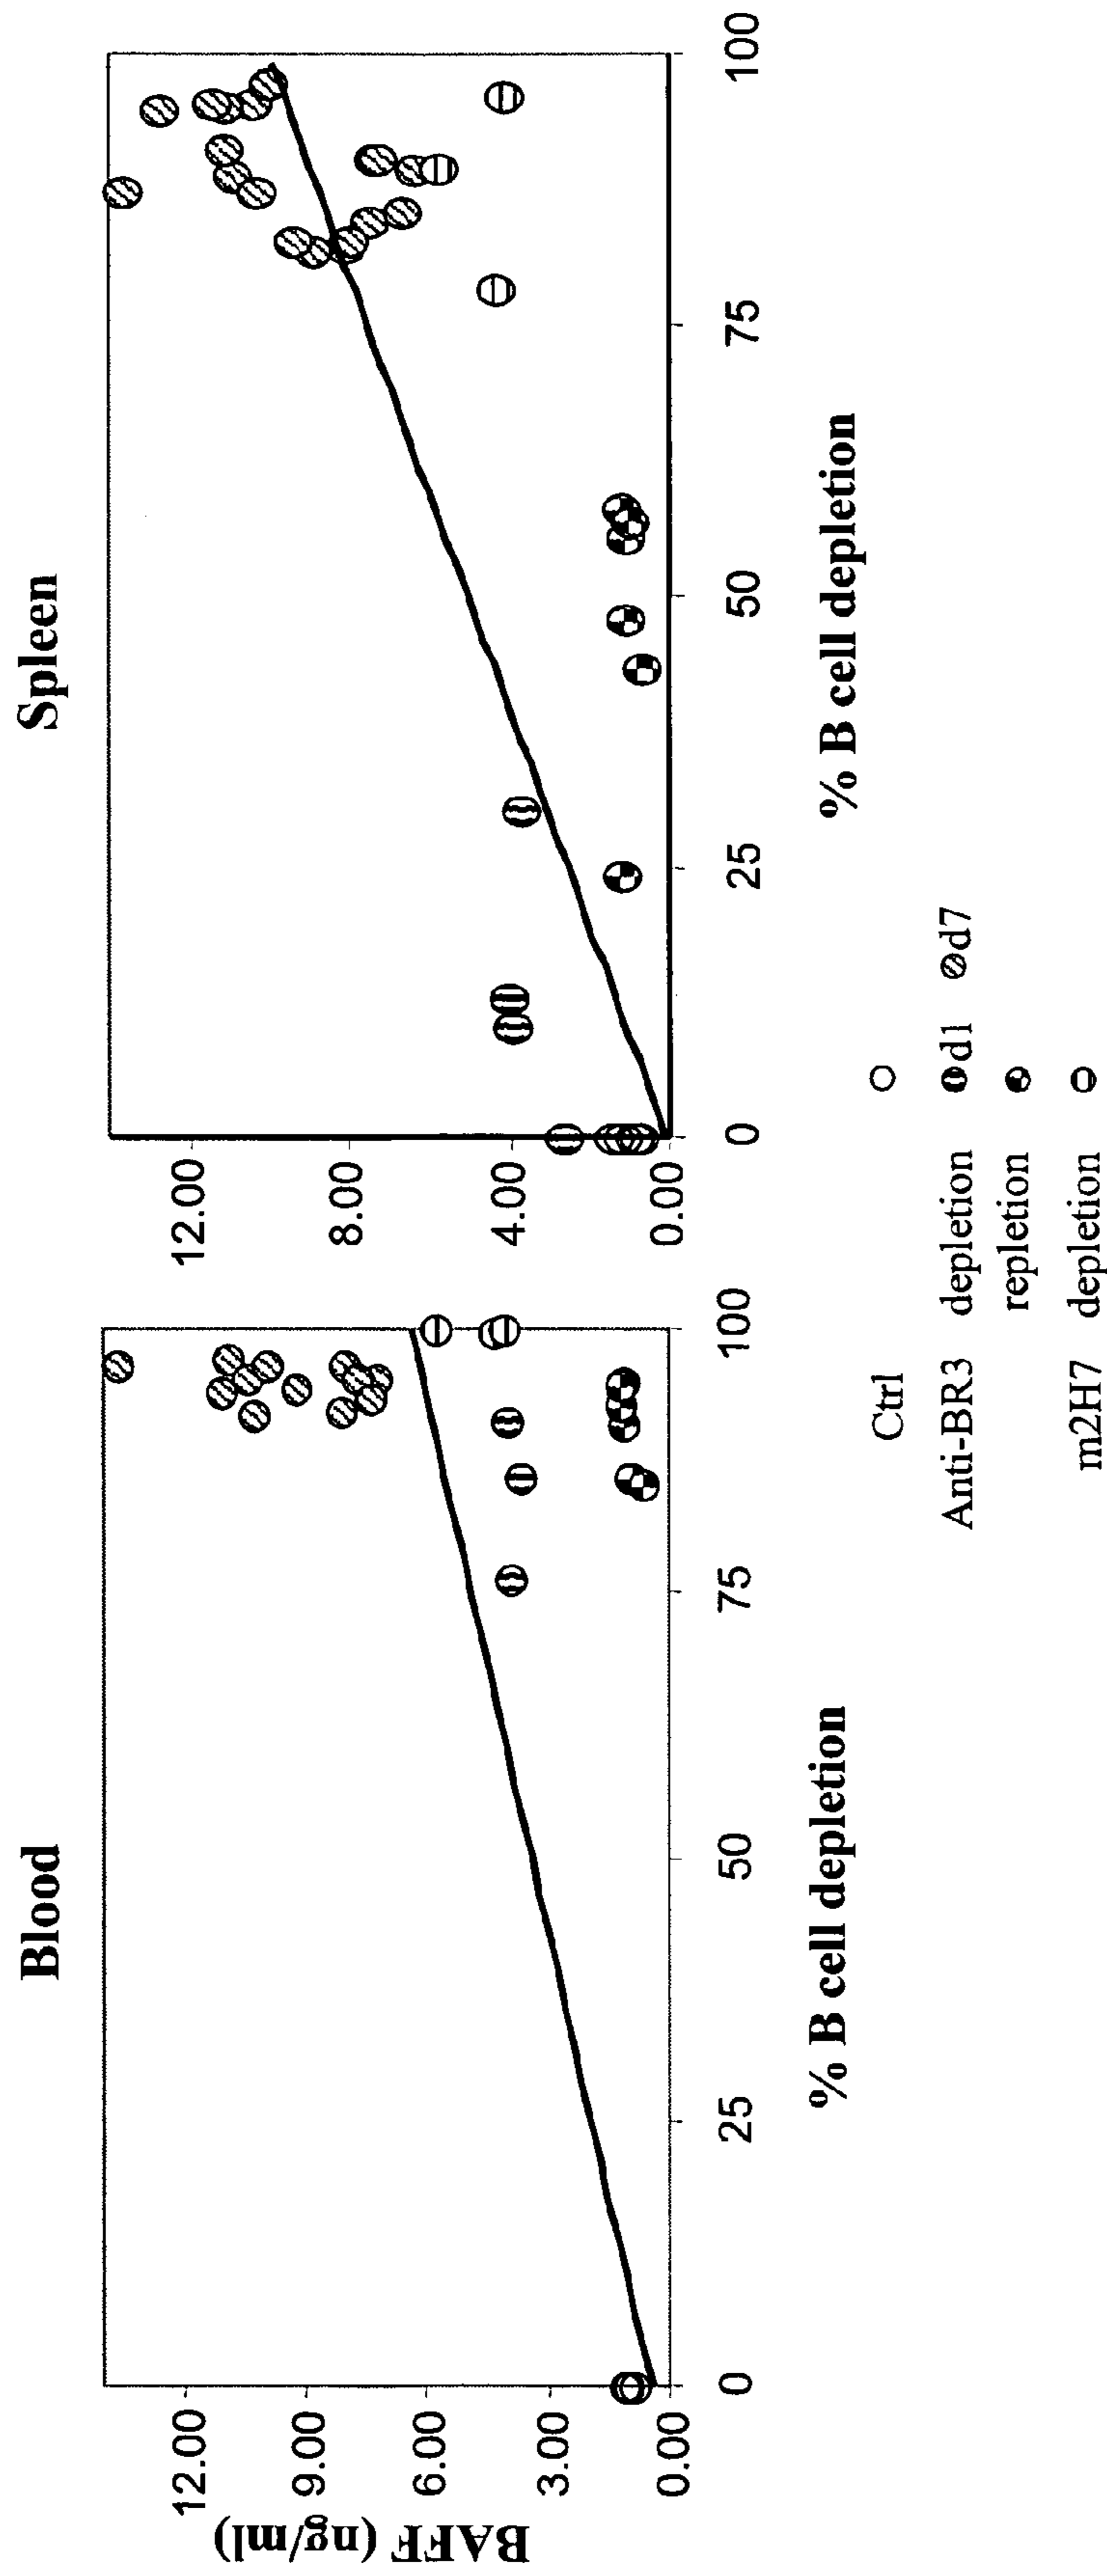 Blood
Spleen
BAFF (ng/ml)
12.00
9.00
6.00
3.00
0.00
0 25 50 75 100
% B cell depletion
12.00
8.00
4.00
0.00
0 25 50 75 100
% B cell depletion
Ctrl
Anti-BR3 depletion d1 d7
repletion
m2H7 depletion